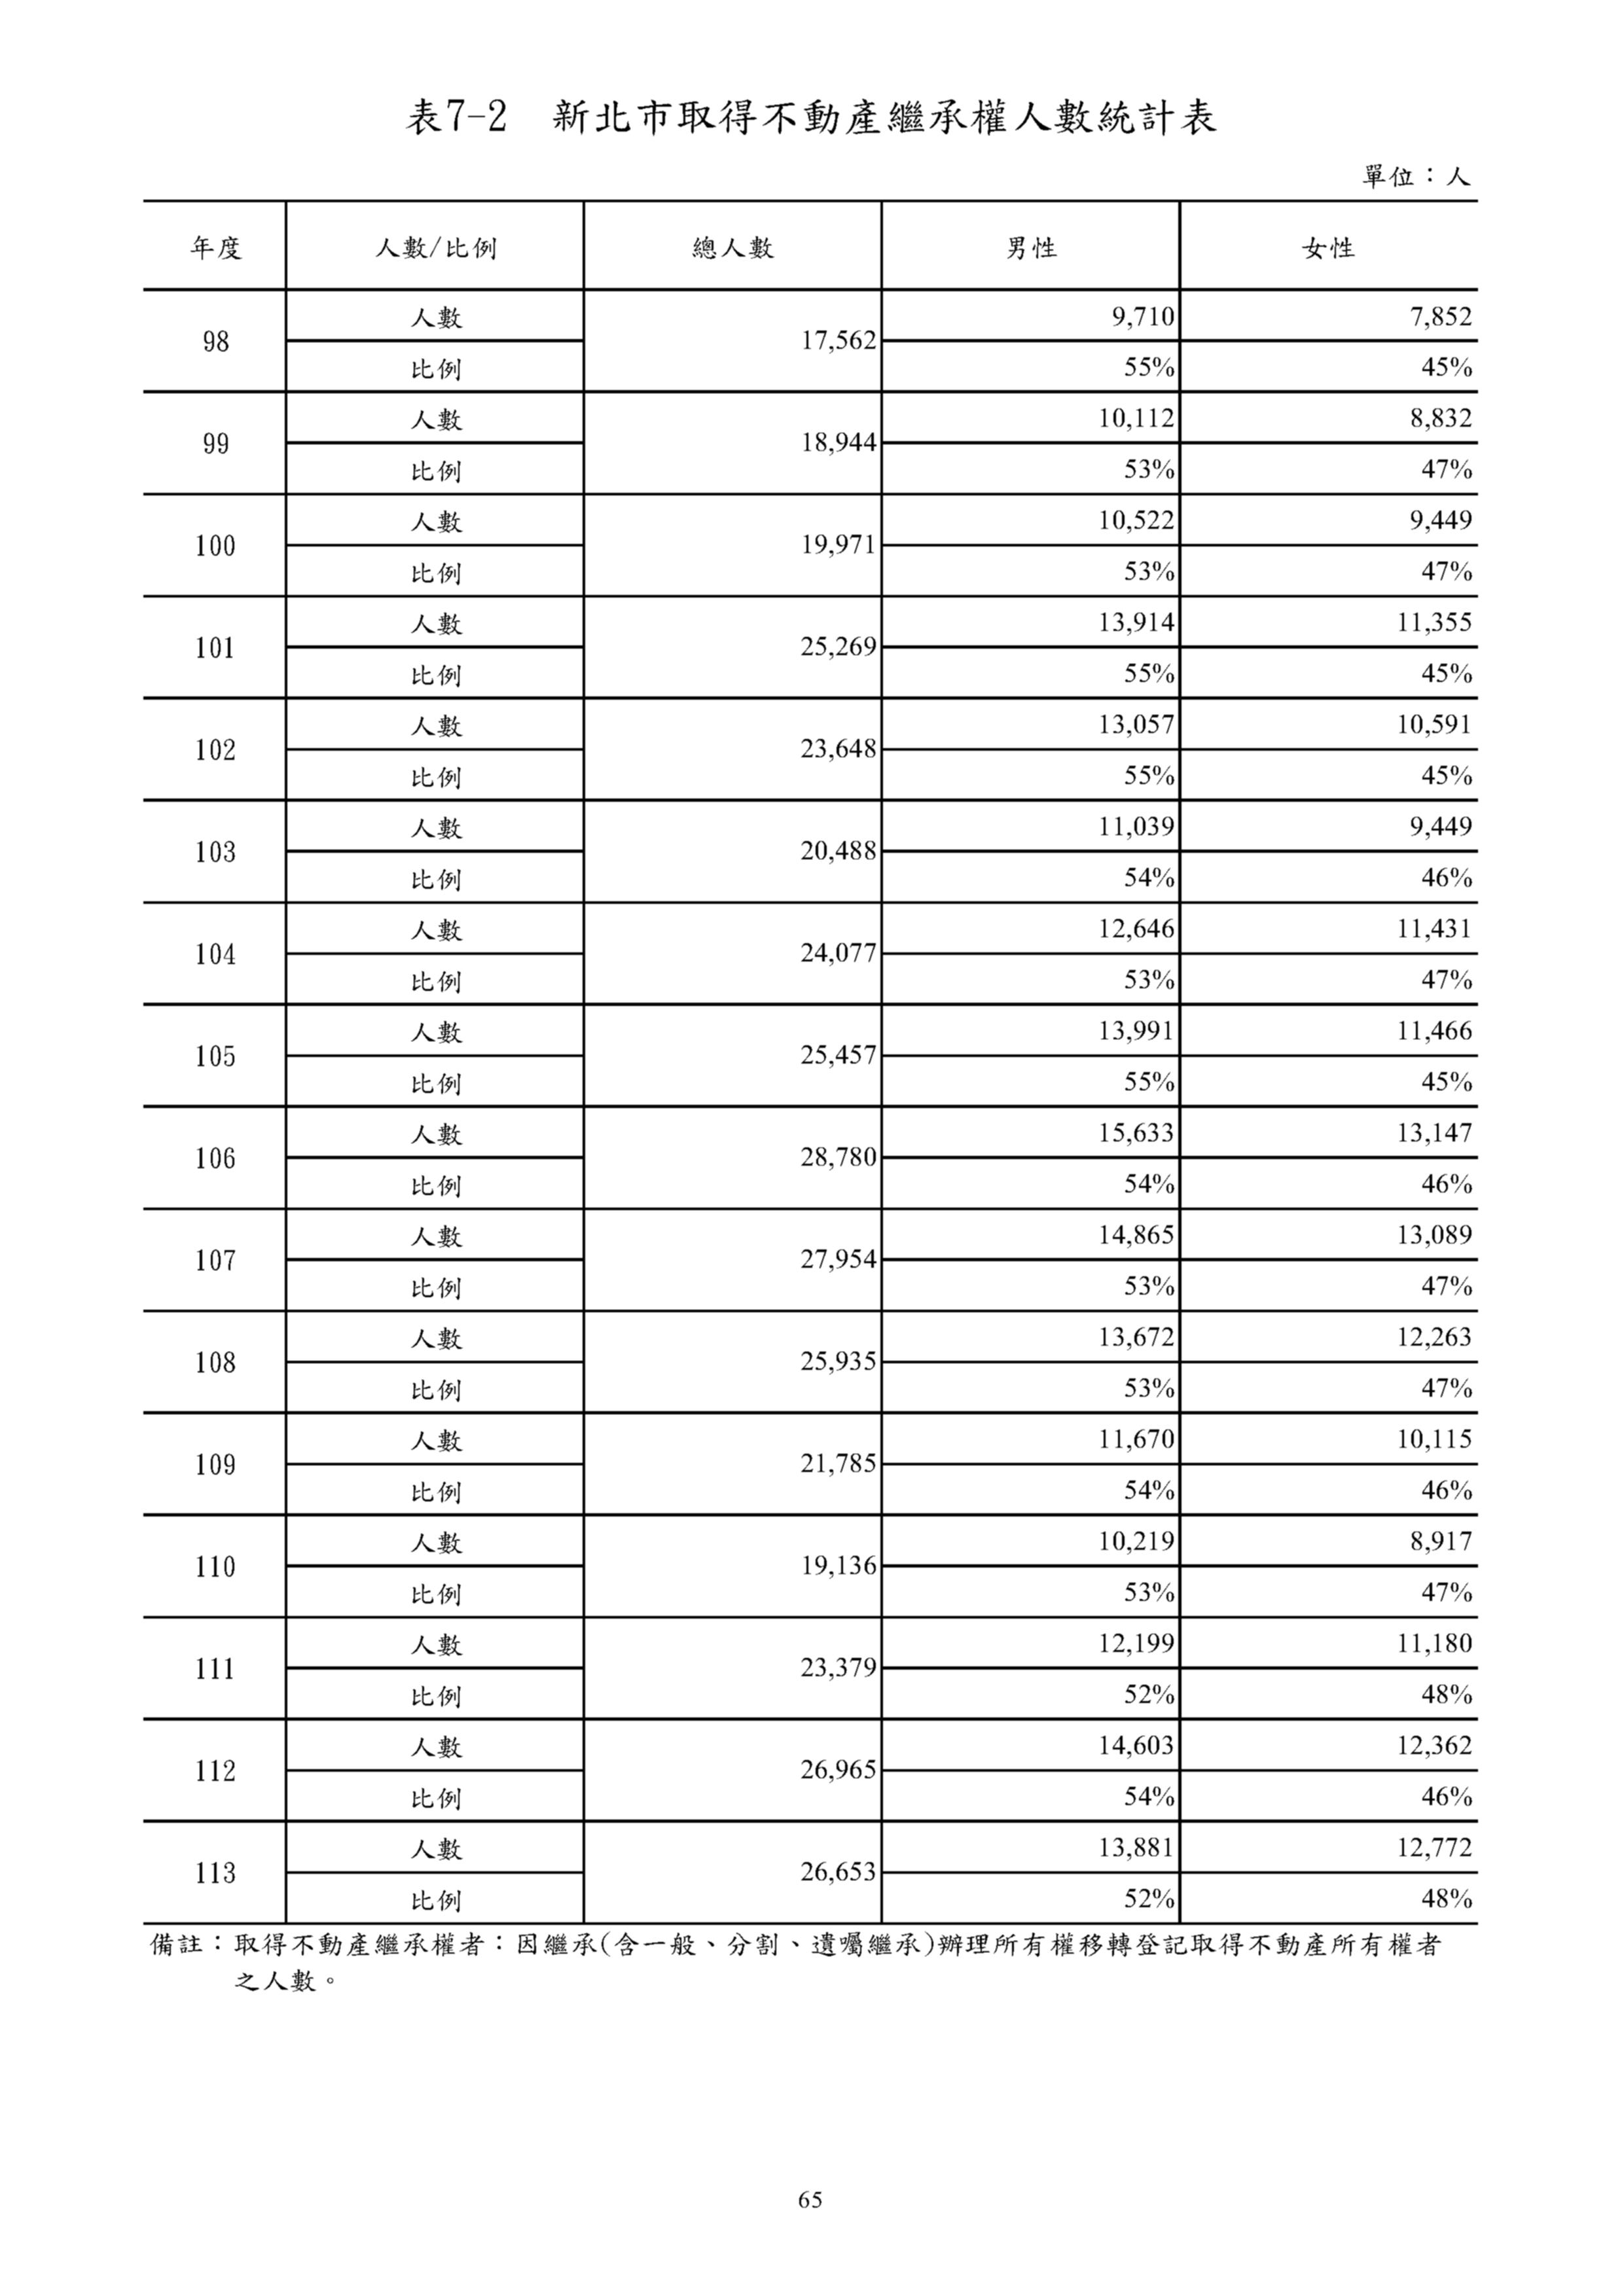 表7-2　新北市取得不動產繼承權人數統計表
單位：人
年度 人數/比例 總人數 男性 女性
98 人數 17,562 9,710 7,852
比例 55% 45%
99 人數 18,944 10,112 8,832
比例 53% 47%
100 人數 19,971 10,522 9,449
比例 53% 47%
101 人數 25,269 13,914 11,355
比例 55% 45%
102 人數 23,648 13,057 10,591
比例 55% 45%
103 人數 20,488 11,039 9,449
比例 54% 46%
104 人數 24,077 12,646 11,431
比例 53% 47%
105 人數 25,457 13,991 11,466
比例 55% 45%
106 人數 28,780 15,633 13,147
比例 54% 46%
107 人數 27,954 14,865 13,089
比例 53% 47%
108 人數 25,935 13,672 12,263
比例 53% 47%
109 人數 21,785 11,670 10,115
比例 54% 46%
110 人數 19,136 10,219 8,917
比例 53% 47%
111 人數 23,379 12,199 11,180
比例 52% 48%
112 人數 26,965 14,603 12,362
比例 54% 46%
113 人數 26,653 13,881 12,772
比例 52% 48%
備註：取得不動產繼承權者：因繼承(含一般、分割、遺囑繼承)辦理所有權移轉登記取得不動產所有權者
之人數。
65